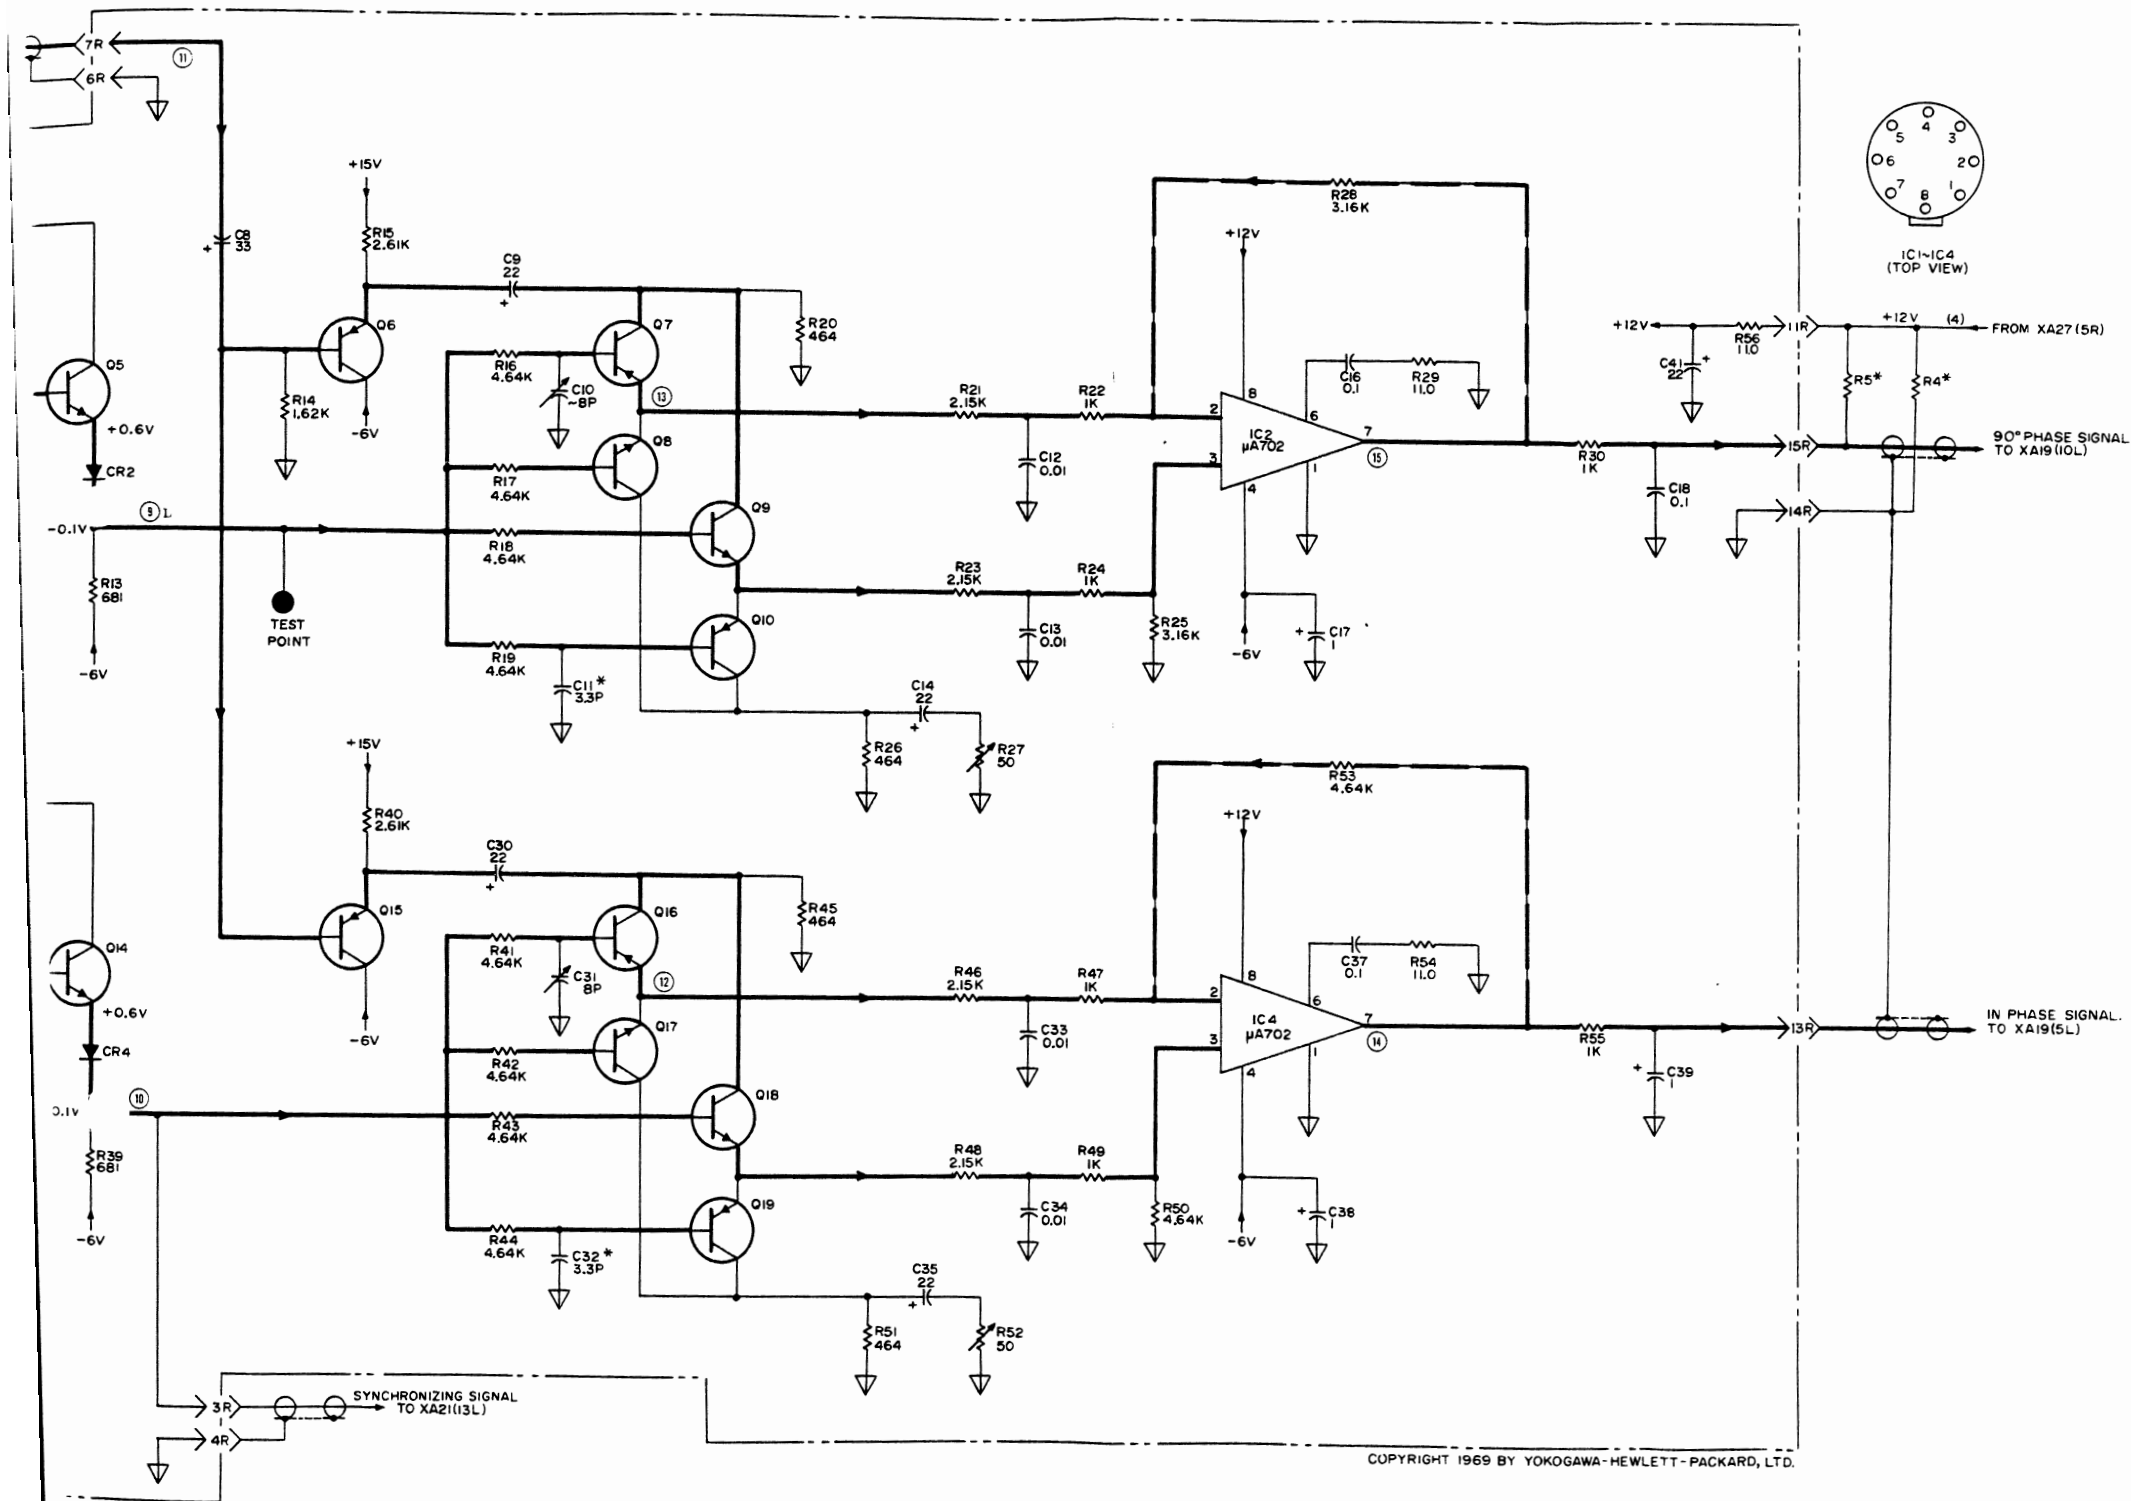 7R
11
6R
+15V
R15
2.61K
C8
33
+
C9
22
+
Q6
Q7
R20
464
R16
4.64K
C10
~8P
R14
1.62K
-6V
13
Q5
+0.6V
CR2
Q8
R17
4.64K
9 L
-0.1V
R18
4.64K
Q9
R13
681
-6V
TEST
POINT
R19
4.64K
Q10
C11*
3.3P
C14
22
+
R26
464
R27
50
R21
2.15K
R22
1K
C12
0.01
R23
2.15K
R24
1K
C13
0.01
R25
3.16K
R28
3.16K
+12V
8
2
6
IC2
µA702
7
15
3
1
4
C16
0.1
R29
11.0
+
C17
1
-6V
R30
1K
C18
0.1
+12V
R56
11.0
11R
C41
22
+
+12V
(4)
FROM XA27(5R)
R5*
R4*
15R
90° PHASE SIGNAL
TO XA19(10L)
14R
4
5
3
6
2
7
1
8
IC1~IC4
(TOP VIEW)
+15V
R40
2.61K
C30
22
+
Q15
Q16
R45
464
R41
4.64K
C31
8P
-6V
12
Q14
+0.6V
CR4
Q17
R42
4.64K
10
0.1V
R43
4.64K
Q18
R39
681
-6V
R44
4.64K
Q19
C32*
3.3P
C35
22
+
R51
464
R52
50
R46
2.15K
R47
1K
C33
0.01
R48
2.15K
R49
1K
C34
0.01
R50
4.64K
R53
4.64K
+12V
8
2
6
IC4
µA702
7
14
3
1
4
C37
0.1
R54
11.0
+
C38
1
-6V
R55
1K
+
C39
1
13R
IN PHASE SIGNAL.
TO XA19(5L)
3R
SYNCHRONIZING SIGNAL
TO XA21(13L)
4R
COPYRIGHT 1969 BY YOKOGAWA-HEWLETT-PACKARD, LTD.